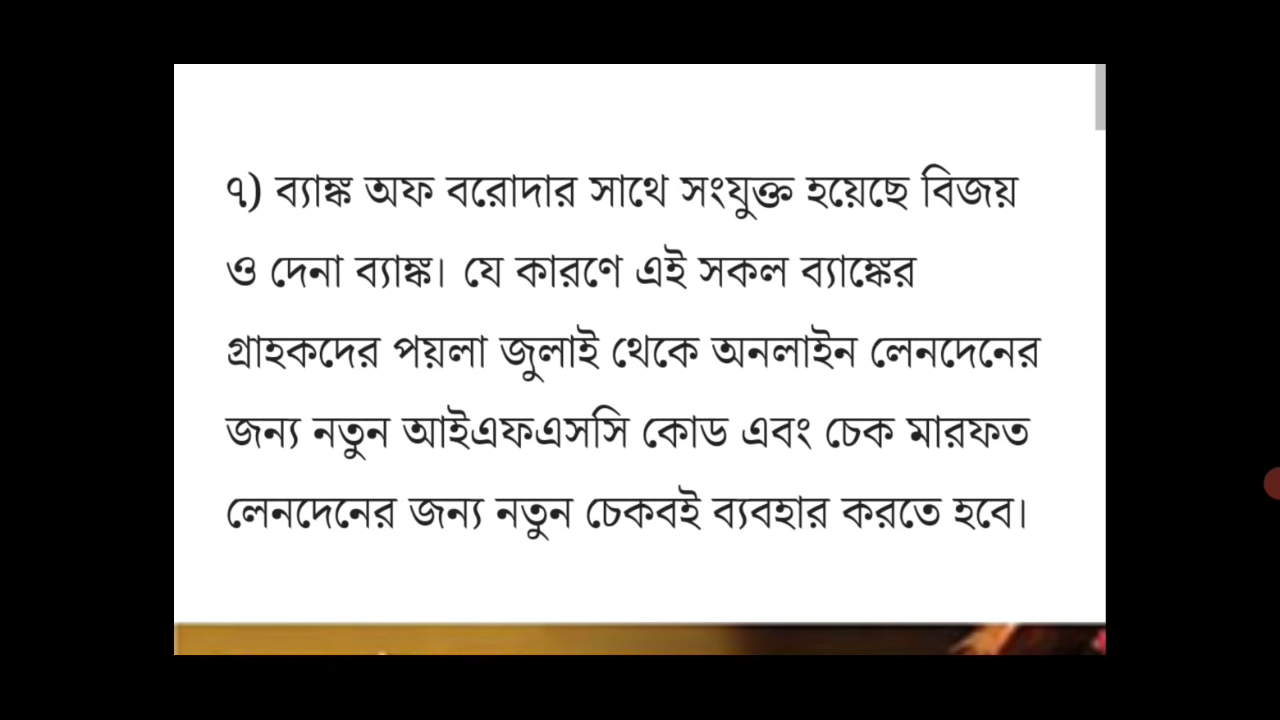 ৭) ব্যাঙ্ক অফ বরোদার সাথে সংযুক্ত হয়েছে বিজয়
ও দেনা ব্যাঙ্ক। যে কারণে এই সকল ব্যাঙ্কের
গ্রাহকদের পয়লা জুলাই থেকে অনলাইন লেনদেনের
জন্য নতুন আইএফএসসি কোড এবং চেক মারফত
লেনদেনের জন্য নতুন চেকবই ব্যবহার করতে হবে।